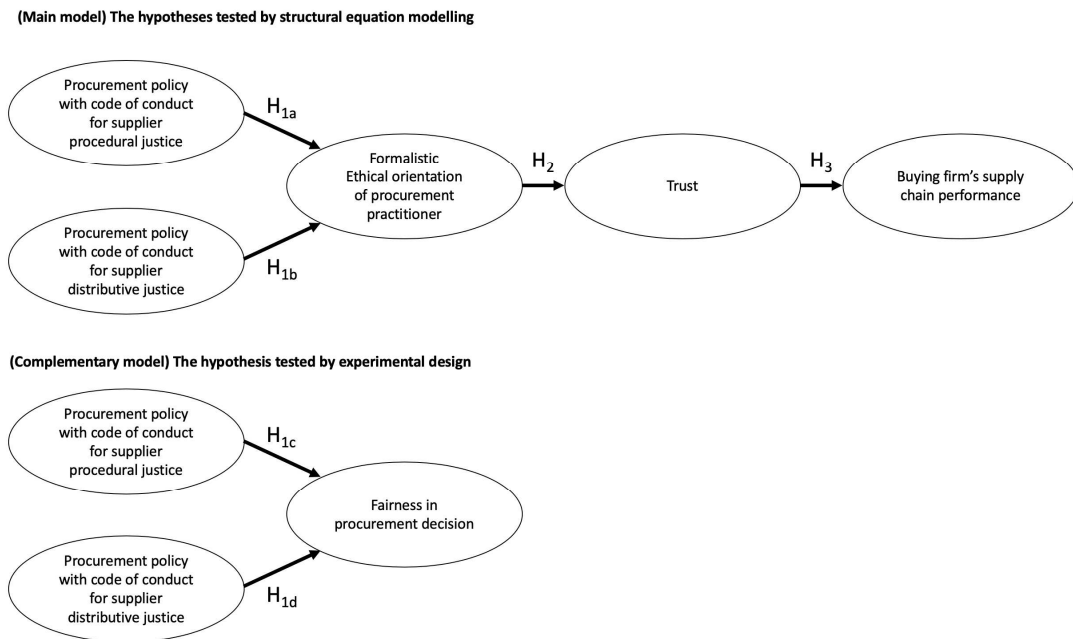 (Main model) The hypotheses tested by structural equation modelling
Procurement policy
with code of conduct
for supplier
procedural justice
H1a
Formalistic
Ethical orientation
of procurement
practitioner
H2
Trust
H3
Buying firm's supply
chain performance
Procurement policy
with code of conduct
for supplier
distributive justice
H1b
(Complementary model) The hypothesis tested by experimental design
Procurement policy
with code of conduct
for supplier
procedural justice
H1c
Fairness in
procurement decision
Procurement policy
with code of conduct
for supplier
distributive justice
H1d